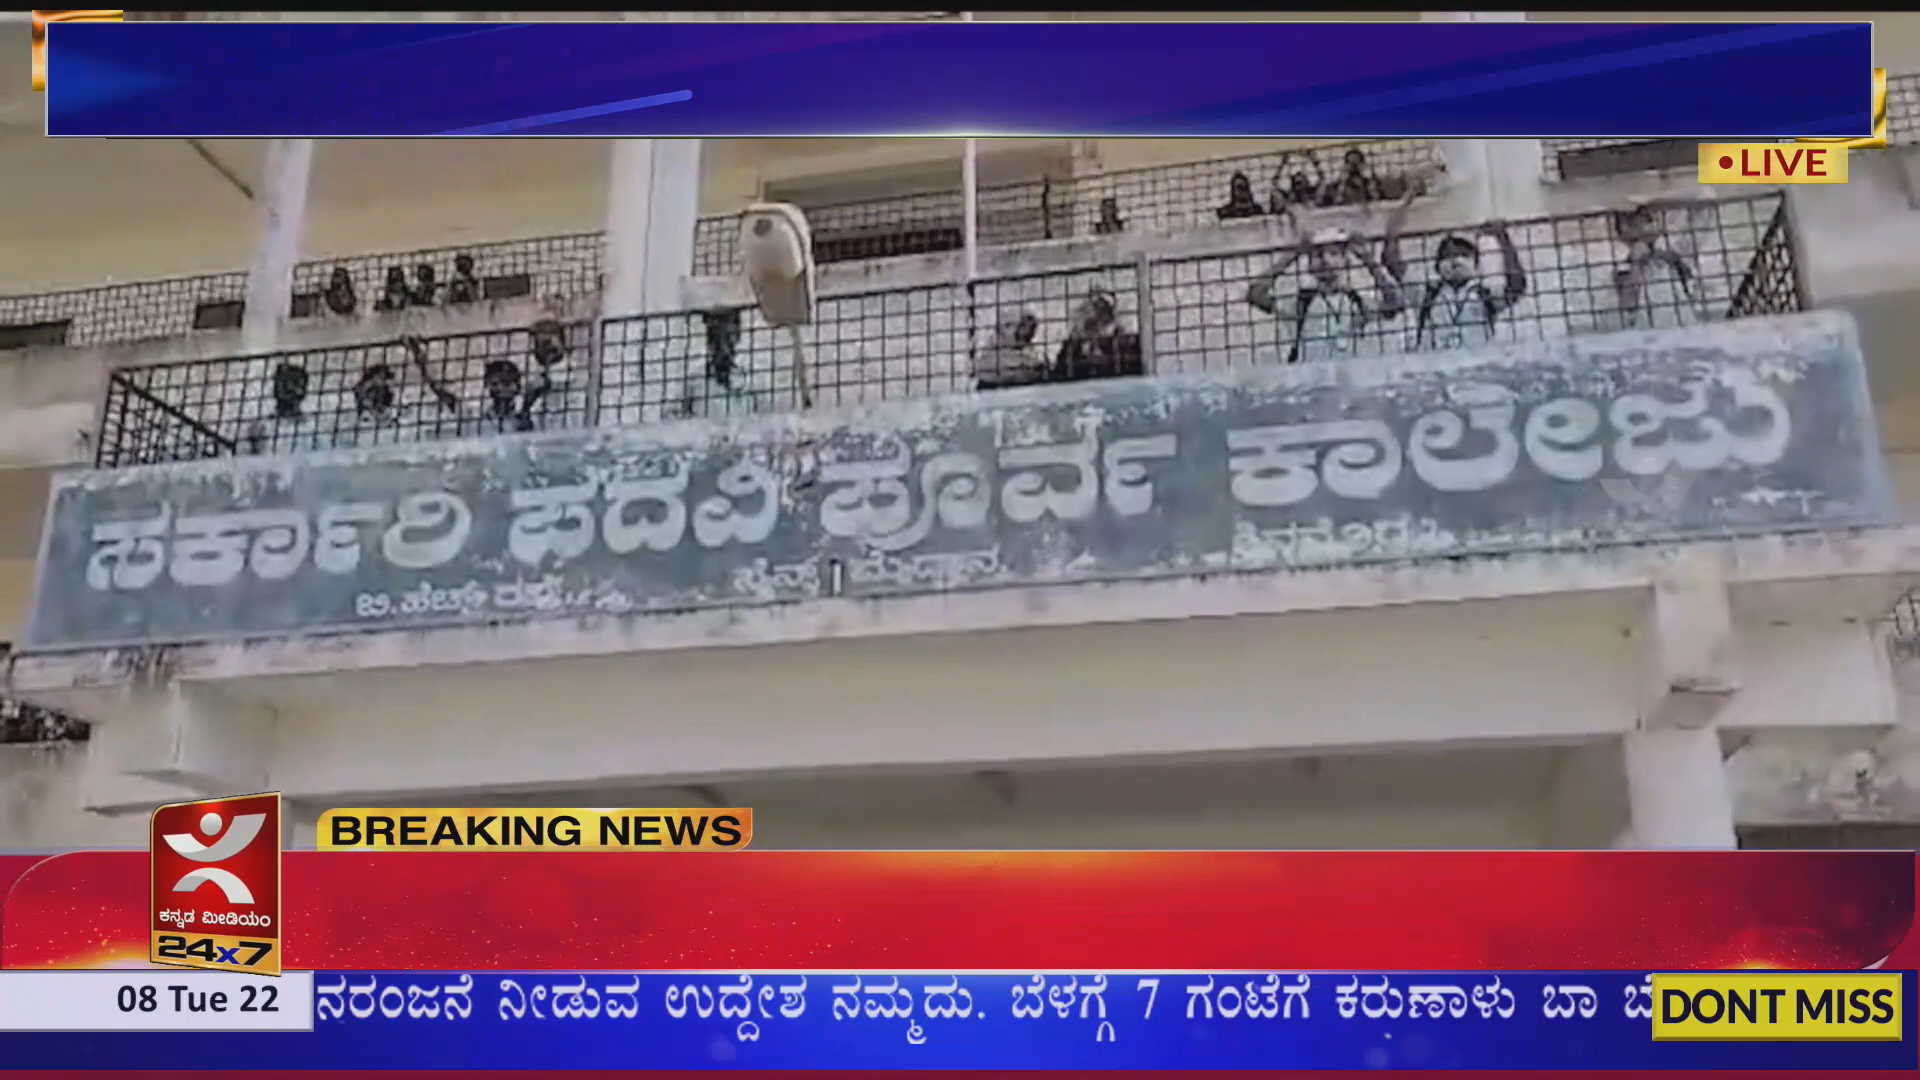 • LIVE
ಸರ್ಕಾರಿ ಪದವಿ ಪೂರ್ವ ಕಾಲೇಜು
ಬಿ.ಹೆಚ್.
BREAKING NEWS
ಕನ್ನಡ ಮೀಡಿಯಂ
24x7
08 Tue 22
ನರಂಜನೆ ನೀಡುವ ಉದ್ದೇಶ ನಮ್ಮದು. ಬೆಳಗ್ಗೆ 7 ಗಂಟೆಗೆ ಕರುಣಾಳು ಬಾ
DONT MISS